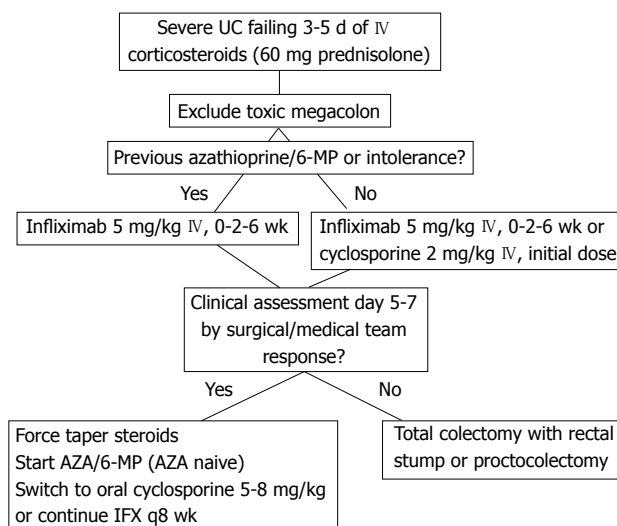 Severe UC failing 3-5 d of Ⅳ
corticosteroids (60 mg prednisolone)
Exclude toxic megacolon
Previous azathioprine/6-MP or intolerance?
Yes
No
Infliximab 5 mg/kg Ⅳ, 0-2-6 wk
Infliximab 5 mg/kg Ⅳ, 0-2-6 wk or
cyclosporine 2 mg/kg Ⅳ, initial dose
Clinical assessment day 5-7
by surgical/medical team
response?
Yes
No
Force taper steroids
Start AZA/6-MP (AZA naive)
Switch to oral cyclosporine 5-8 mg/kg
or continue IFX q8 wk
Total colectomy with rectal
stump or proctocolectomy